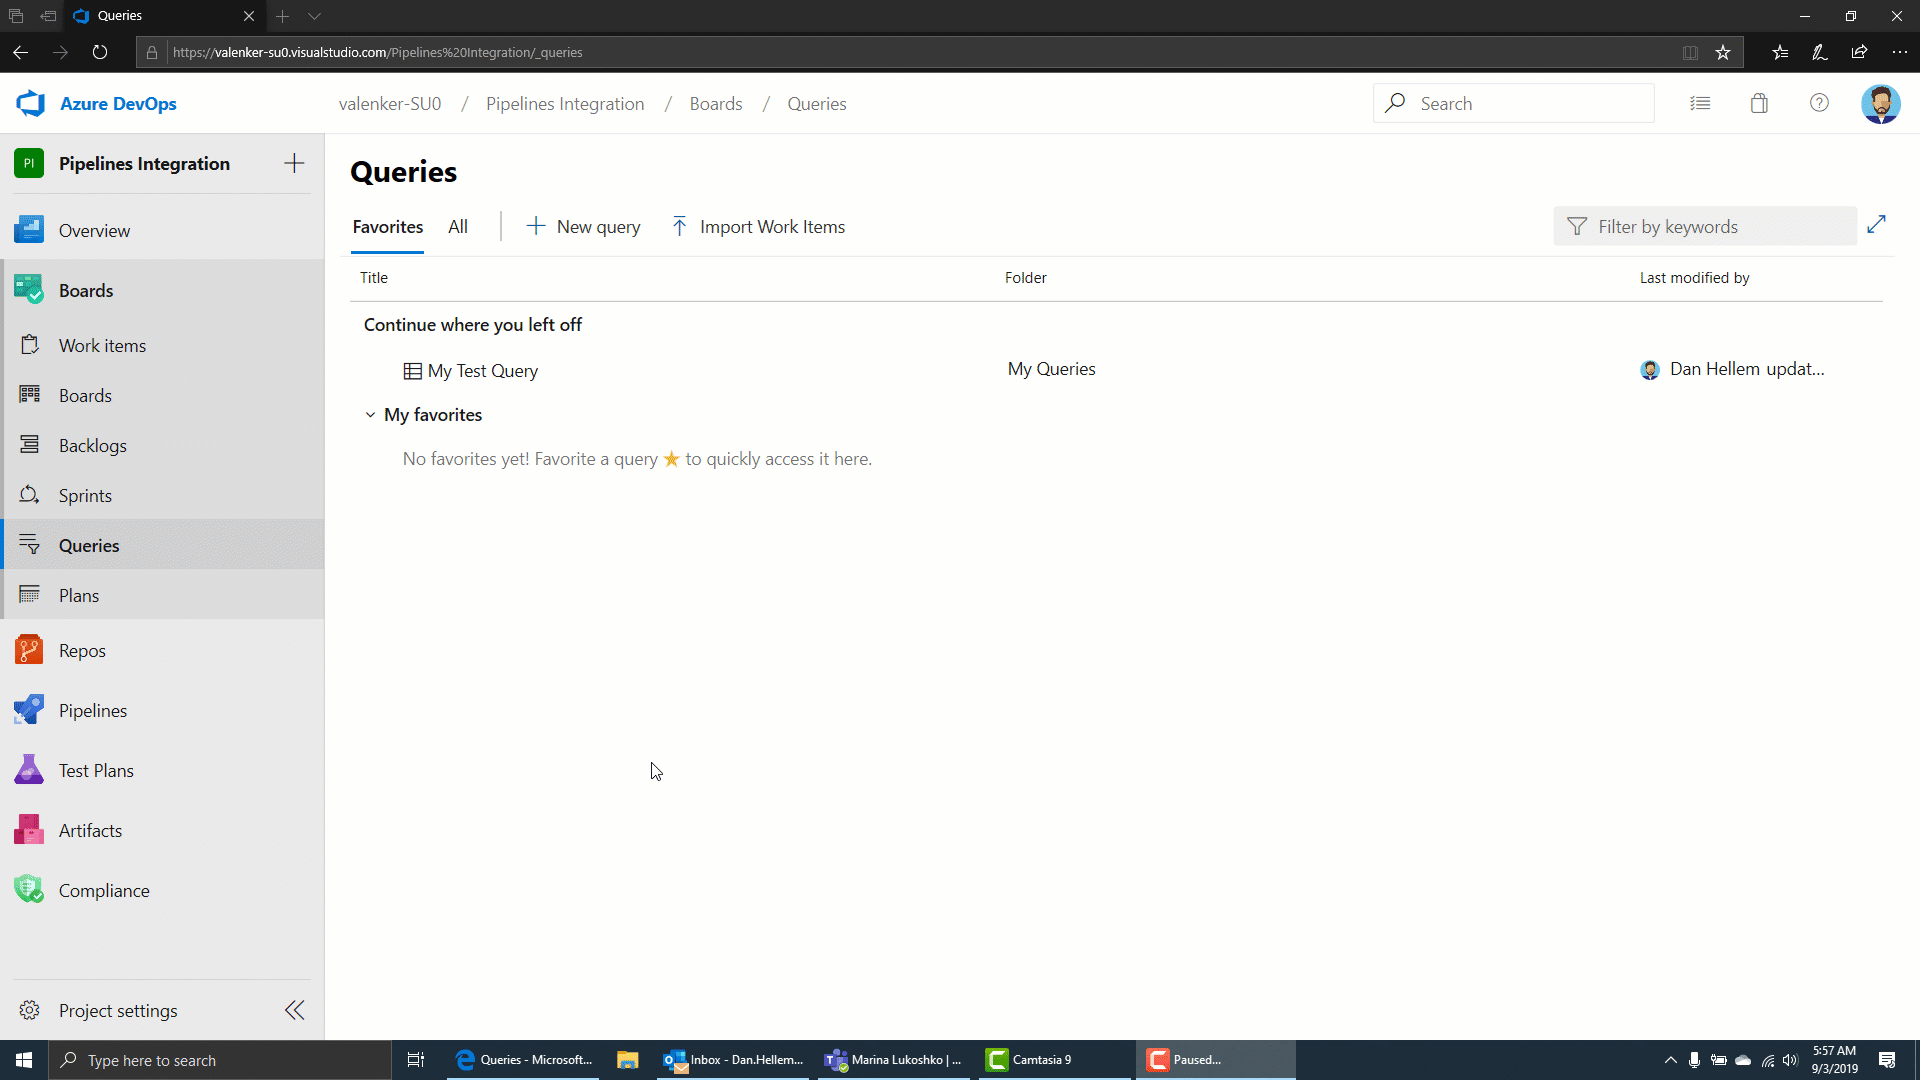 Queries
https://valenker-su0.visualstudio.com/Pipelines%20Integration/_queries
Azure DevOps
valenker-SU0 / Pipelines Integration / Boards / Queries
Search
PI Pipelines Integration
Overview
Boards
Work items
Boards
Backlogs
Sprints
Queries
Plans
Repos
Pipelines
Test Plans
Artifacts
Compliance
Project settings
Queries
Favorites All New query Import Work Items
Filter by keywords
Title Folder Last modified by
Continue where you left off
My Test Query My Queries Dan Hellem updat...
My favorites
No favorites yet! Favorite a query ★ to quickly access it here.
Type here to search
Queries - Microsoft...
Inbox - Dan.Hellem...
Marina Lukoshko | ...
Camtasia 9
Paused...
5:57 AM
9/3/2019